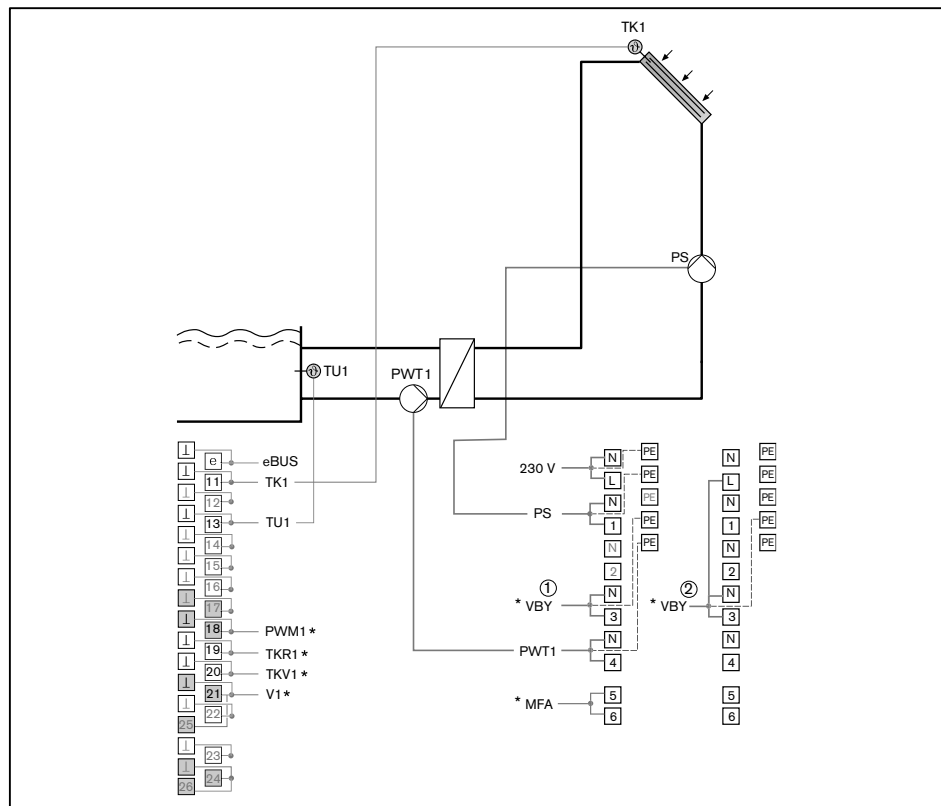 TK1
PS
TU1
PWT1
⊥
e eBUS
⊥
11 TK1
⊥
12
⊥
13 TU1
⊥
14
⊥
15
⊥
16
⊥
17
⊥
18 PWM1*
⊥
19 TKR1*
⊥
20 TKV1*
⊥
21 V1*
⊥
22
25
⊥
23
⊥
24
26
230 V N PE
L PE
PS N PE
1 PE
N PE
2
① * VBY N
3
PWT1 N
4
* MFA 5
6
N PE
L PE
N PE
1 PE
N PE
2
② * VBY N
3
N
4
5
6